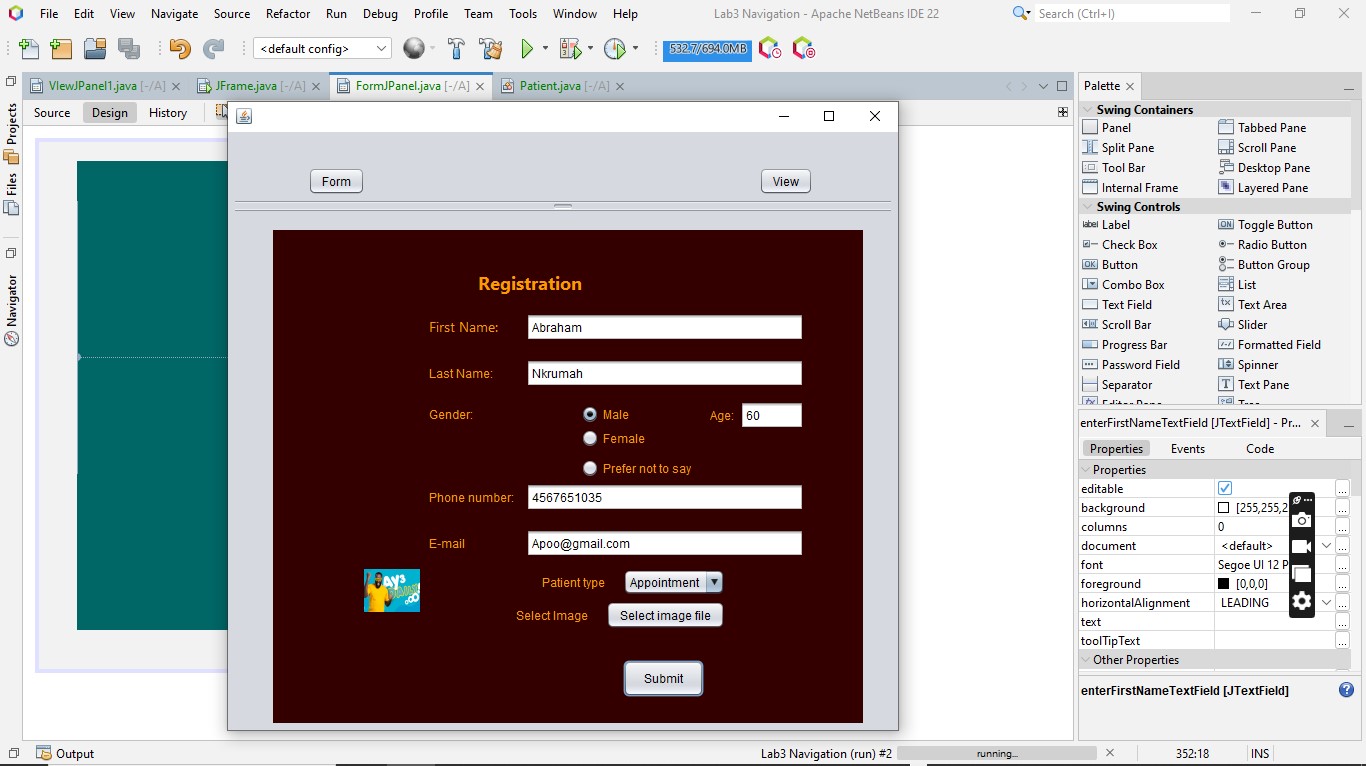 File Edit View Navigate Source Refactor Run Debug Profile Team Tools Window Help Lab3 Navigation - Apache NetBeans IDE 22 Search (Ctrl+I)
<default config> 532.7/694.0MB
VIewJPanel1.java [-/A] JFrame.java [-/A] FormJPanel.java [-/A] Patient.java [-/A]
Source Design History
Projects
Files
Navigator
Form View
Registration
First Name: Abraham
Last Name: Nkrumah
Gender: Male Age: 60
Female
Prefer not to say
Phone number: 4567651035
E-mail Apoo@gmail.com
Patient type Appointment
Select Image Select image file
Submit
Palette
Swing Containers
Panel Tabbed Pane
Split Pane Scroll Pane
Tool Bar Desktop Pane
Internal Frame Layered Pane
Swing Controls
label Label ON Toggle Button
Check Box Radio Button
OK Button Button Group
Combo Box List
Text Field Text Area
Scroll Bar Slider
Progress Bar Formatted Field
Password Field Spinner
Separator T Text Pane
Editor Pane Tree
enterFirstNameTextField [JTextField] - Pr...
Properties Events Code
Properties
editable ...
background [255,255,2 ...
columns 0 ...
document <default> ...
font Segoe UI 12 P ...
foreground [0,0,0] ...
horizontalAlignment LEADING ...
text ...
toolTipText ...
Other Properties
enterFirstNameTextField [JTextField]
Output Lab3 Navigation (run) #2 running... 352:18 INS